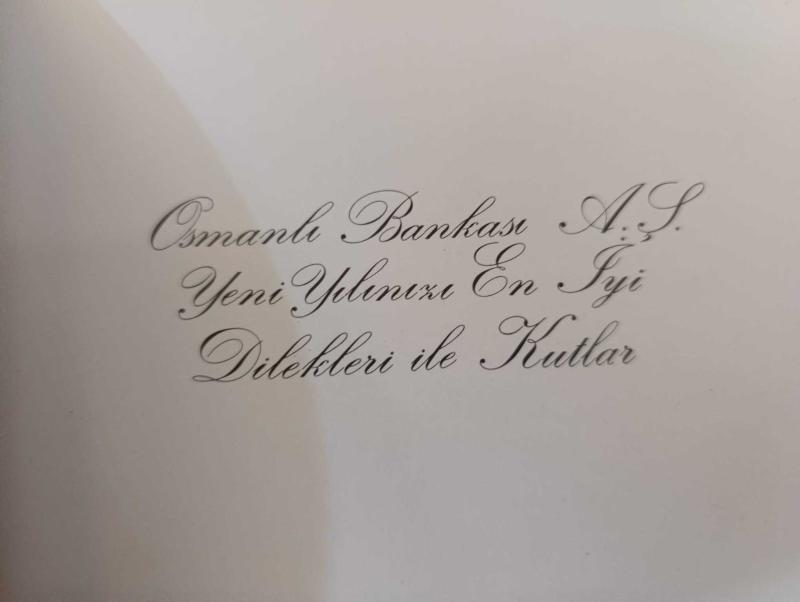 Osmanlı Bankası A.Ş.
Yeni Yılınızı En İyi
Dilekleri ile Kutlar